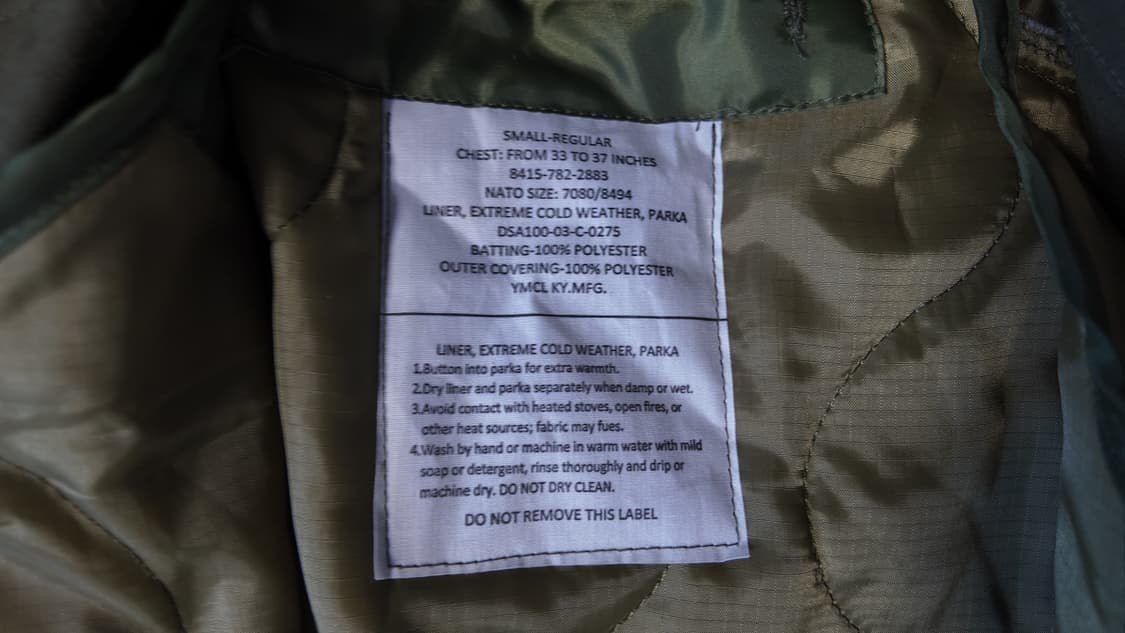 SMALL-REGULAR
CHEST: FROM 33 TO 37 INCHES
8415-782-2883
NATO SIZE: 7080/8494
LINER, EXTREME COLD WEATHER, PARKA
DSA100-03-C-0275
BATTING-100% POLYESTER
OUTER COVERING-100% POLYESTER
YMCL KY.MFG.
LINER, EXTREME COLD WEATHER, PARKA
1.Button into parka for extra warmth.
2.Dry liner and parka separately when damp or wet.
3.Avoid contact with heated stoves, open fires, or
other heat sources; fabric may fues.
4.Wash by hand or machine in warm water with mild
soap or detergent, rinse thoroughly and drip or
machine dry. DO NOT DRY CLEAN.
DO NOT REMOVE THIS LABEL